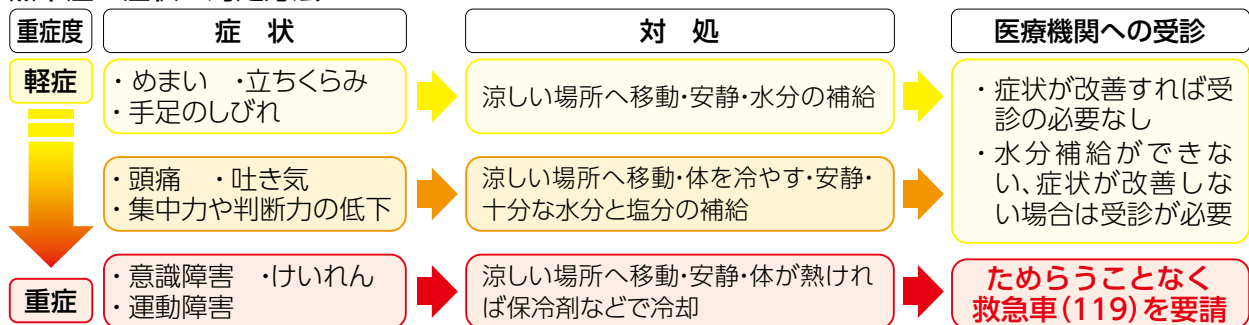 重症度 症 状 対 処 医療機関への受診
軽症
・めまい ・立ちくらみ
・手足のしびれ
涼しい場所へ移動・安静・水分の補給
・症状が改善すれば受
診の必要なし
・水分補給ができな
い、症状が改善しな
い場合は受診が必要
・頭痛 ・吐き気
・集中力や判断力の低下
涼しい場所へ移動・体を冷やす・安静・
十分な水分と塩分の補給
重症
・意識障害 ・けいれん
・運動障害
涼しい場所へ移動・安静・体が熱けれ
ば保冷剤などで冷却
ためらうことなく
救急車(119)を要請